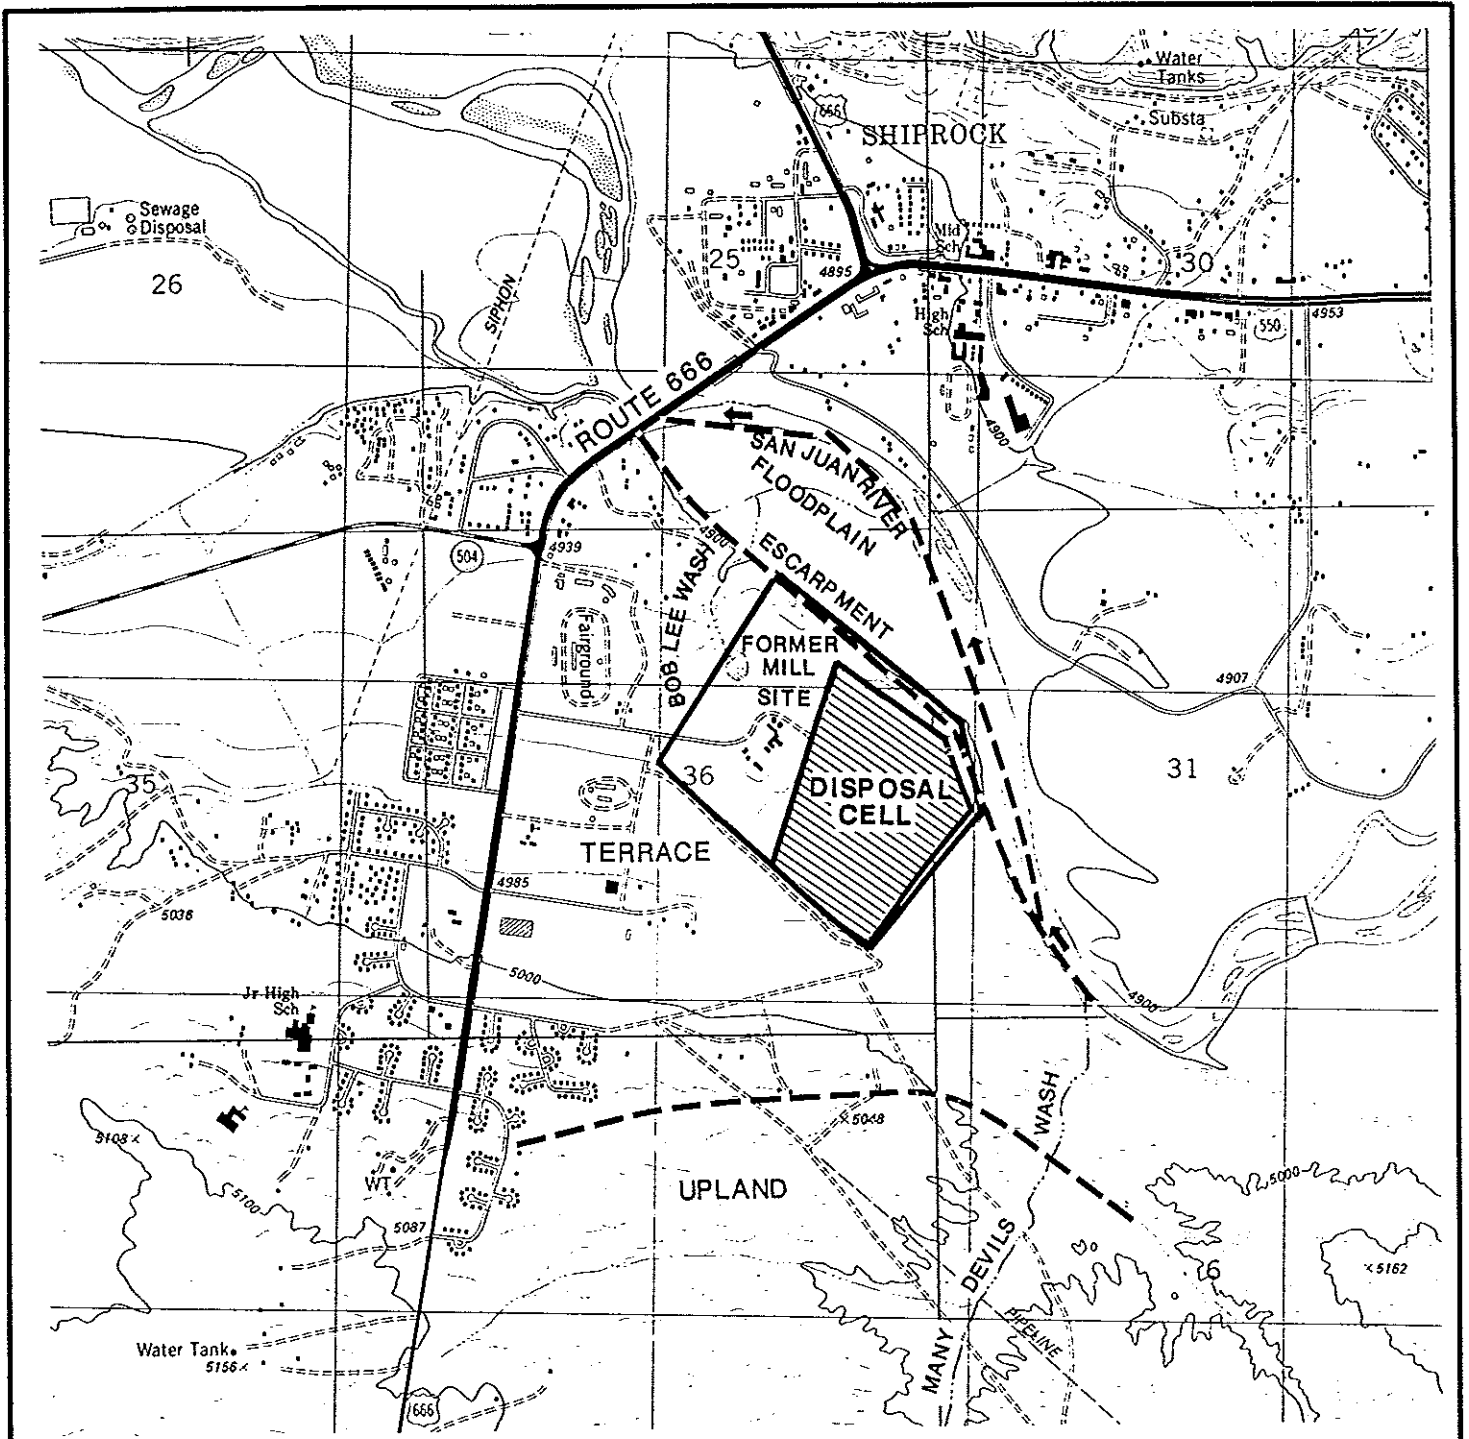 Water
Tanks
666
SHIPROCK
Substa
Sewage
Disposal
26
25
Mid
Sch
4895
30
SIPHON
High
Sch
550
4953
ROUTE 666
4900
SAN JUAN RIVER
FLOODPLAIN
504
4939
4900
ESCARPMENT
BOB LEE WASH
Fairground
FORMER
MILL
SITE
4907
35
36
31
DISPOSAL
CELL
TERRACE
4985
5036
5000
Jr High
Sch
4900
WASH
5108
5048
5100
WT
UPLAND
5000
5087
DEVILS
6
5162
Water Tank
5156
MANY
PIPELINE
666